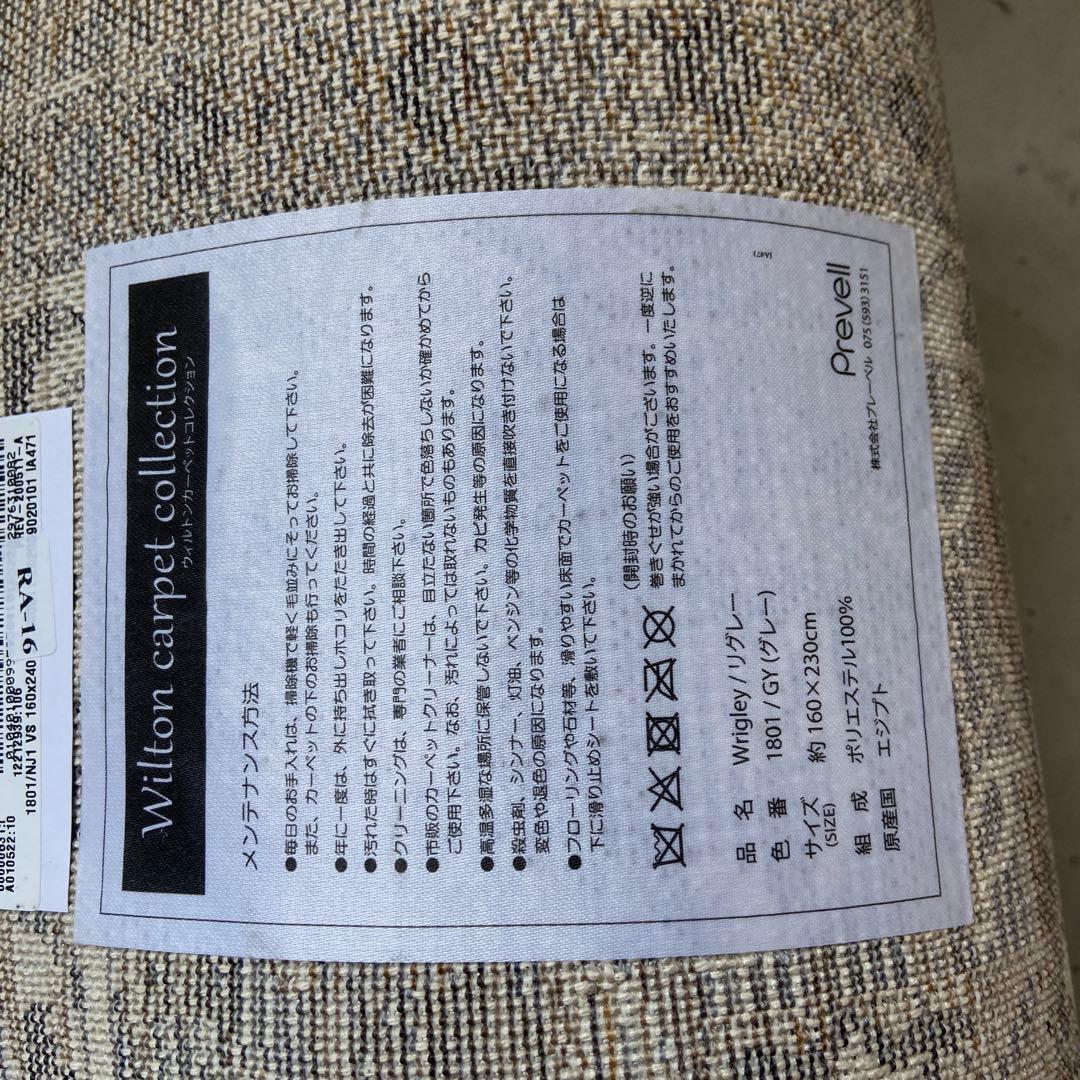 Wilton carpet collection
ウィルトンカーペットコレクション
メンテナンス方法
●毎日のお手入れは、掃除機で軽く毛並みにそってお掃除して下さい。
また、カーペットの下のお掃除も行ってください。
●年に一度は、外に持ち出しホコリをたたき出して下さい。
●汚れた時はすぐに拭き取って下さい。時間の経過と共に除去が困難になります。
●クリーニングは、専門の業者にご相談下さい。
●市販のカーペットクリーナーは、目立たない箇所で色落ちしないか確かめてから
ご使用下さい。なお、汚れによっては取れないものもあります。
●高温多湿な場所に保管しないで下さい。カビ発生等の原因になります。
●殺虫剤、シンナー、灯油、ベンジン等の化学物質を直接吹き付けないで下さい。
変色や退色の原因になります。
●フローリングや石材等、滑りやすい床面でカーペットをご使用になる場合は
下に滑り止めシートを敷いて下さい。
(開封時のお願い)
巻きぐせが強い場合がございます。一度逆に
まかれてからのご使用をおすすめいたします。
品名 Wrigley / リグレー
色番 1801 / GY (グレー)
サイズ 約160×230cm
(SIZE)
組成 ポリエステル100%
原産国 エジプト
IA471
Prevell
株式会社プレーベル 075 (593) 3151
A010522:10
12212939:106
1801/NJ1 VS 160x240
RA-16
REV-200511-A
9020101 IA471